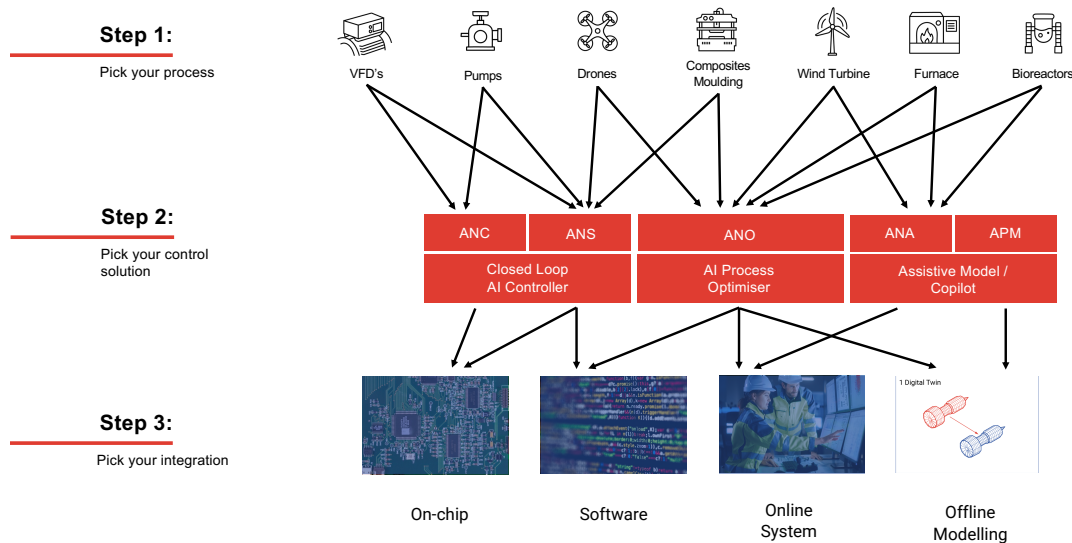 Step 1:
Pick your process
VFD's
Pumps
Drones
Composites
Moulding
Wind Turbine
Furnace
Bioreactors
Step 2:
Pick your control
solution
ANC
ANS
ANO
ANA
APM
Closed Loop
AI Controller
AI Process
Optimiser
Assistive Model /
Copilot
Step 3:
Pick your integration
1 Digital Twin
On-chip
Software
Online
System
Offline
Modelling